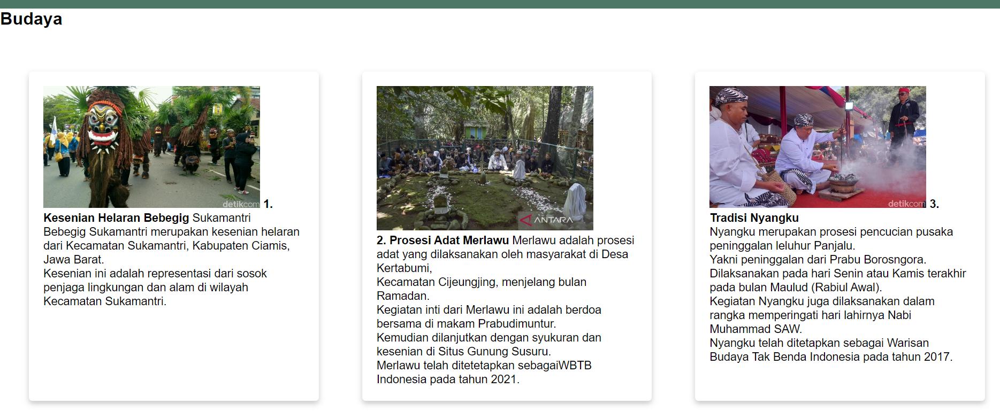 Budaya
detikcom 1.
Kesenian Helaran Bebegig Sukamantri
Bebegig Sukamantri merupakan kesenian helaran
dari Kecamatan Sukamantri, Kabupaten Ciamis,
Jawa Barat.
Kesenian ini adalah representasi dari sosok
penjaga lingkungan dan alam di wilayah
Kecamatan Sukamantri.
ANTARA
2. Prosesi Adat Merlawu Merlawu adalah prosesi
adat yang dilaksanakan oleh masyarakat di Desa
Kertabumi,
Kecamatan Cijeungjing, menjelang bulan
Ramadan.
Kegiatan inti dari Merlawu ini adalah berdoa
bersama di makam Prabudimuntur.
Kemudian dilanjutkan dengan syukuran dan
kesenian di Situs Gunung Susuru.
Merlawu telah ditetetapkan sebagaiWBTB
Indonesia pada tahun 2021.
detikcom 3.
Tradisi Nyangku
Nyangku merupakan prosesi pencucian pusaka
peninggalan leluhur Panjalu.
Yakni peninggalan dari Prabu Borosngora.
Dilaksanakan pada hari Senin atau Kamis terakhir
pada bulan Maulud (Rabiul Awal).
Kegiatan Nyangku juga dilaksanakan dalam
rangka memperingati hari lahirnya Nabi
Muhammad SAW.
Nyangku telah ditetapkan sebagai Warisan
Budaya Tak Benda Indonesia pada tahun 2017.